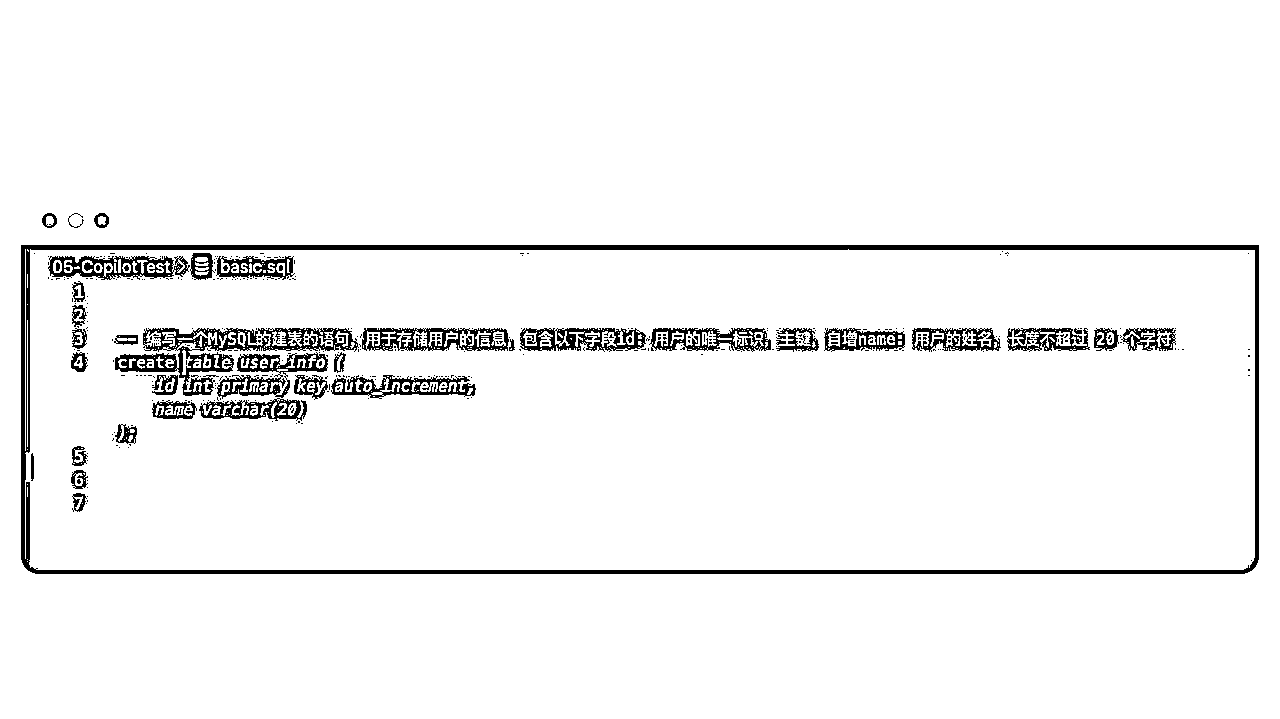 05-CopilotTest > basic.sql
1
2
3 -- 编写一个MySQL的建表的语句，用于存储用户的信息，包含以下字段id: 用户的唯一标识，主键，自增name: 用户的姓名，长度不超过 20 个字符
4 create table user_info (
id int primary key auto_increment,
name varchar(20)
);
5
6
7